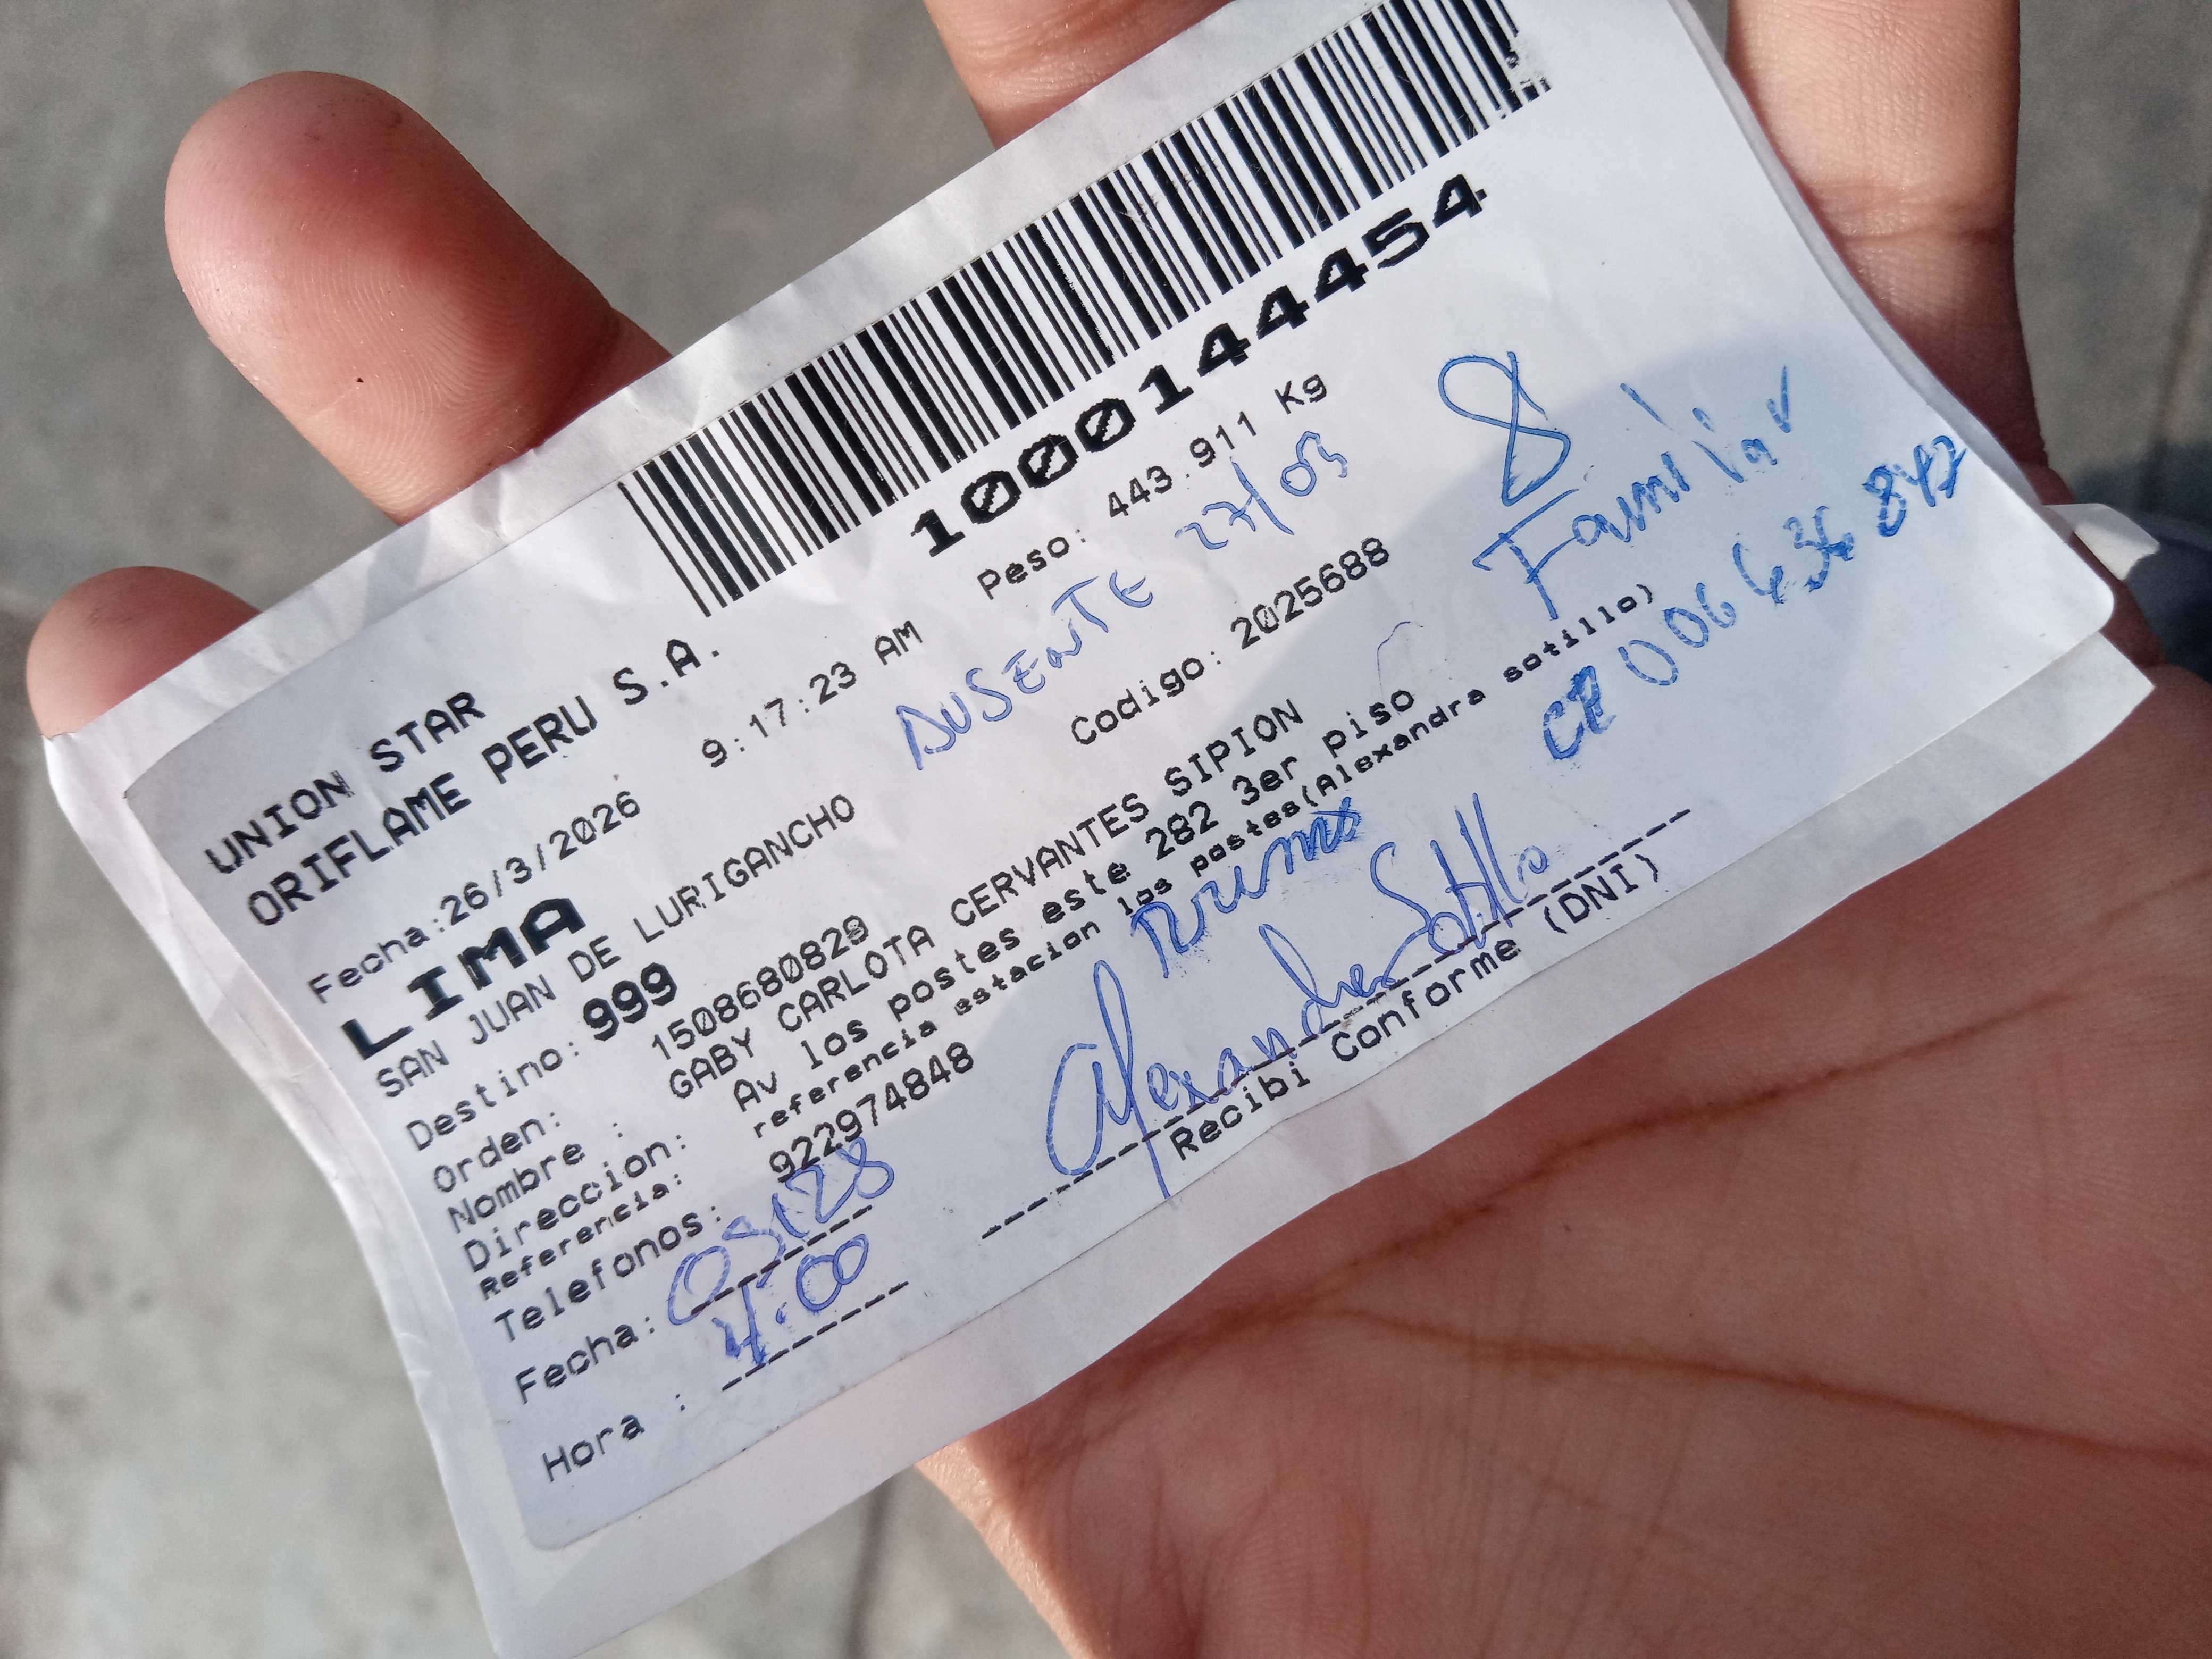 1000144454
UNION STAR
ORIFLAME PERU S.A.
Fecha:26/3/2026 9:17:23 AM Peso: 443.911 Kg
LIMA AUSENTE 27/03
SAN JUAN DE LURIGANCHO Codigo: 2025688
8
Destino: 999 Familiar
Orden: 1508680829
Nombre : GABY CARLOTA CERVANTES SIPION
Direccion: Av los postes este 282 3er piso
Referencia: referencia estacion los postes(Alexandra sotillo)
Telefonos: 922974848
Fecha:
Hora : 4:00
Alexandra Sotillo
Recibi Conforme (DNI)